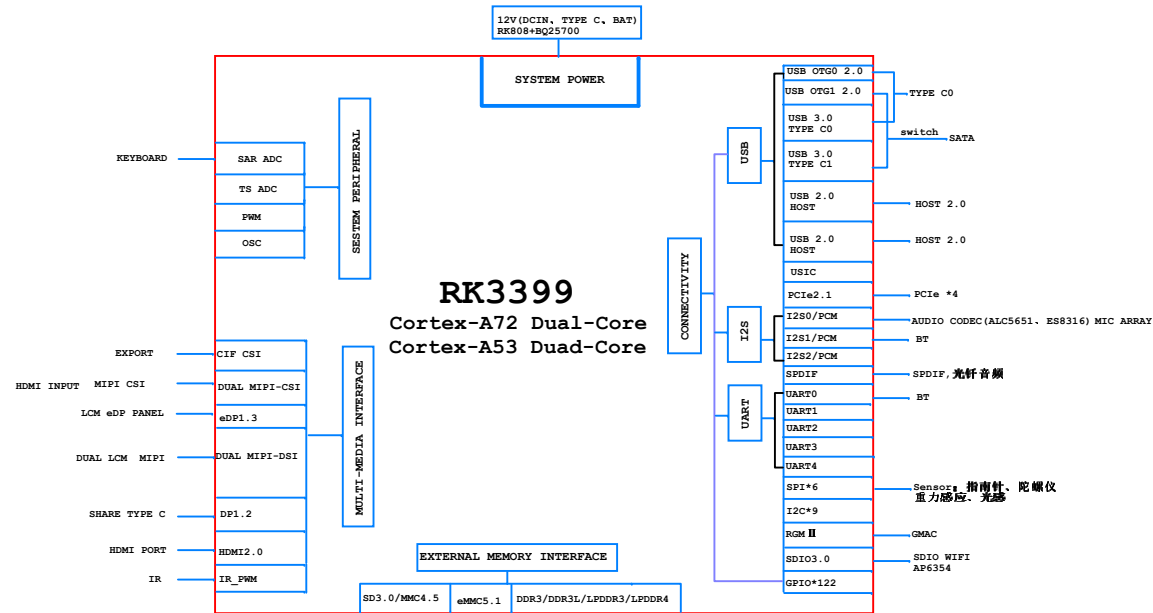 12V(DCIN、TYPE C、BAT)
RK808+BQ25700
SYSTEM POWER
KEYBOARD
SAR ADC
TS ADC
PWM
OSC
SESTEM PERIPHERAL
RK3399
Cortex-A72 Dual-Core
Cortex-A53 Duad-Core
EXPORT
CIF CSI
HDMI INPUT MIPI CSI
DUAL MIPI-CSI
LCM eDP PANEL
eDP1.3
DUAL LCM MIPI
DUAL MIPI-DSI
SHARE TYPE C
DP1.2
HDMI PORT
HDMI2.0
IR
IR_PWM
MULTI-MEDIA INTERFACE
EXTERNAL MEMORY INTERFACE
SD3.0/MMC4.5
eMMC5.1
DDR3/DDR3L/LPDDR3/LPDDR4
CONNECTIVITY
USB
USB OTG0 2.0
USB OTG1 2.0
USB 3.0
TYPE C0
USB 3.0
TYPE C1
USB 2.0
HOST
USB 2.0
HOST
TYPE C0
switch
SATA
HOST 2.0
HOST 2.0
USIC
PCIe2.1
PCIe *4
I2S
I2S0/PCM
I2S1/PCM
I2S2/PCM
AUDIO CODEC(ALC5651、ES8316) MIC ARRAY
BT
SPDIF
SPDIF,光钎音频
UART
UART0
UART1
UART2
UART3
UART4
BT
SPI*6
Sensor：指南针、陀螺仪
重力感应、光感
I2C*9
RGMⅡ
GMAC
SDIO3.0
SDIO WIFI
AP6354
GPIO*122